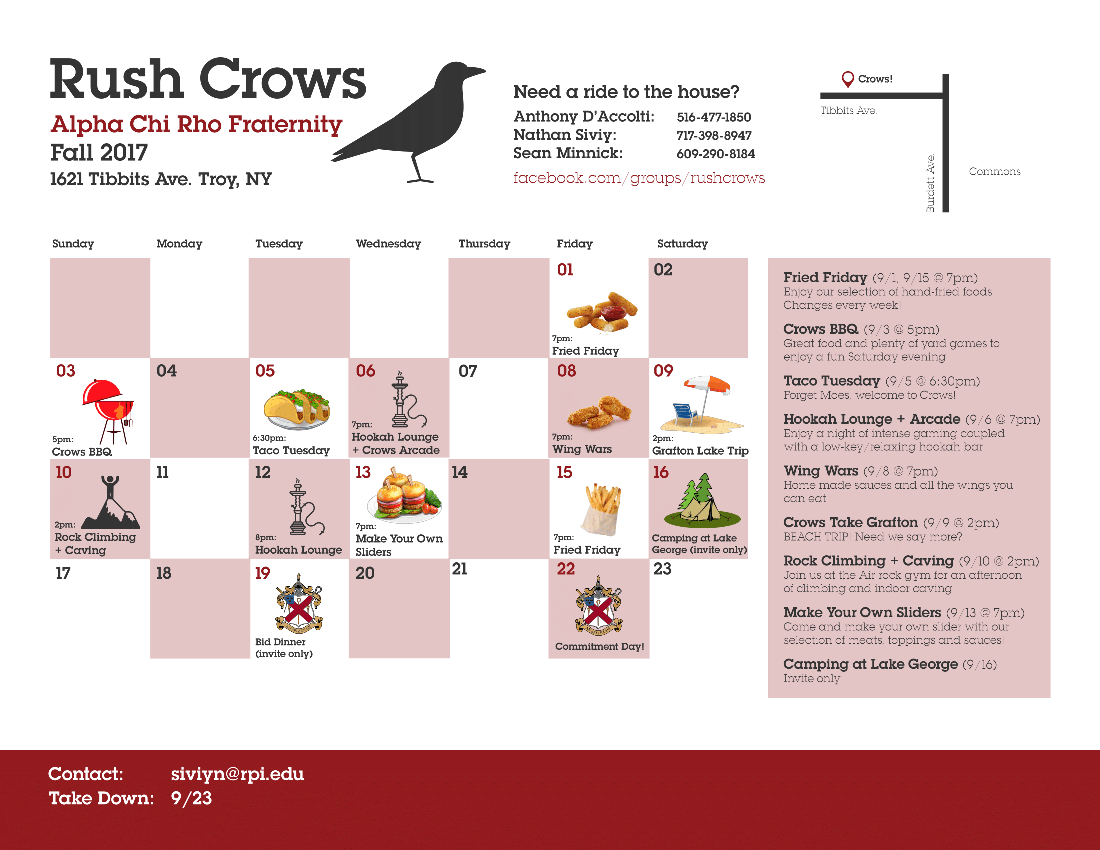 Rush Crows
Alpha Chi Rho Fraternity
Fall 2017
1621 Tibbits Ave. Troy, NY
Need a ride to the house?
Anthony D'Accolti: 516-477-1850
Nathan Siviy: 717-398-8947
Sean Minnick: 609-290-8184
facebook.com/groups/rushcrows
Crows!
Tibbits Ave.
Burdett Ave.
Commons
Sunday Monday Tuesday Wednesday Thursday Friday Saturday
01
7pm:
Fried Friday
02
03
5pm:
Crows BBQ
04
05
6:30pm:
Taco Tuesday
06
7pm:
Hookah Lounge
+ Crows Arcade
07
08
7pm:
Wing Wars
09
2pm:
Grafton Lake Trip
10
2pm:
Rock Climbing
+ Caving
11
12
8pm:
Hookah Lounge
13
7pm:
Make Your Own
Sliders
14
15
7pm:
Fried Friday
16
Camping at Lake
George (invite only)
17
18
19
Bid Dinner
(invite only)
20
21
22
Commitment Day!
23
Fried Friday (9/1, 9/15 @ 7pm)
Enjoy our selection of hand-fried foods
Changes every week!
Crows BBQ (9/3 @ 5pm)
Great food and plenty of yard games to
enjoy a fun Saturday evening
Taco Tuesday (9/5 @ 6:30pm)
Forget Moes, welcome to Crows!
Hookah Lounge + Arcade (9/6 @ 7pm)
Enjoy a night of intense gaming coupled
with a low-key/relaxing hookah bar
Wing Wars (9/8 @ 7pm)
Home made sauces and all the wings you
can eat
Crows Take Grafton (9/9 @ 2pm)
BEACH TRIP! Need we say more?
Rock Climbing + Caving (9/10 @ 2pm)
Join us at the Air rock gym for an afternoon
of climbing and indoor caving
Make Your Own Sliders (9/13 @ 7pm)
Come and make your own slider with our
selection of meats, toppings and sauces
Camping at Lake George (9/16)
Invite only
Contact: siviyn@rpi.edu
Take Down: 9/23